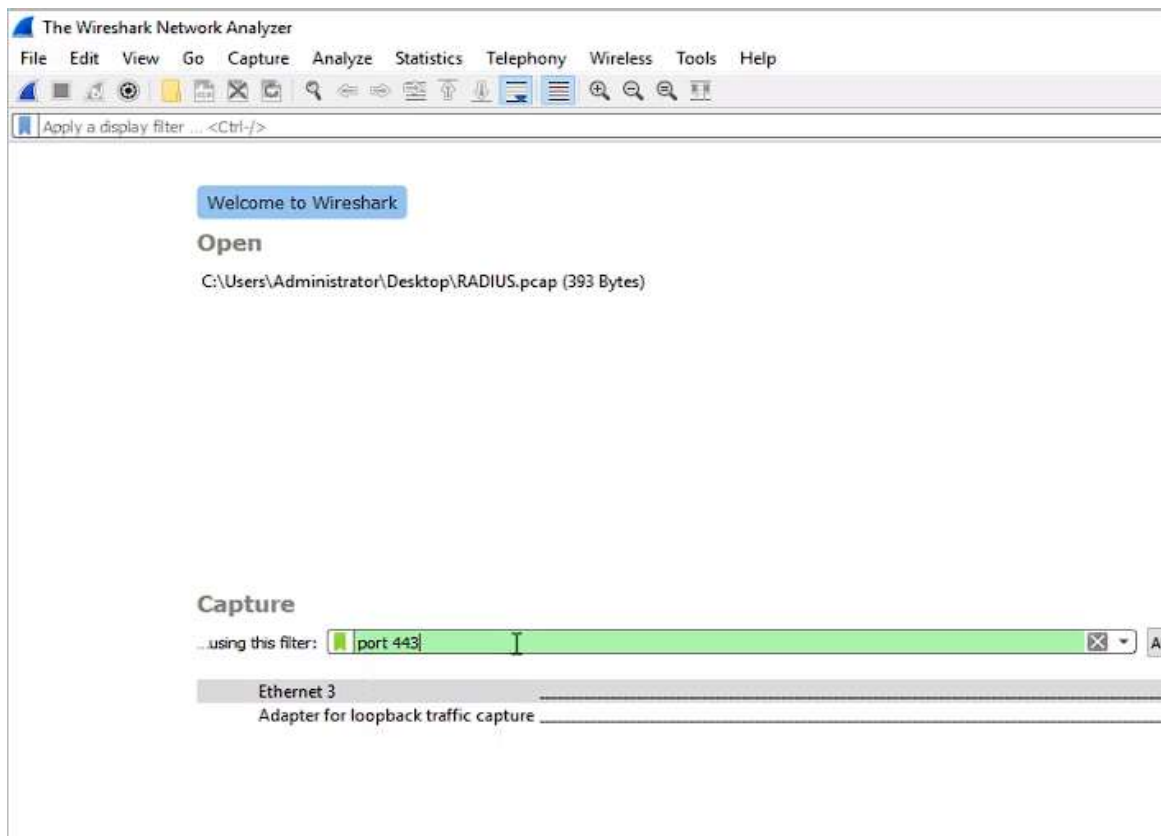 The Wireshark Network Analyzer
File Edit View Go Capture Analyze Statistics Telephony Wireless Tools Help
Apply a display filter ... <Ctrl-/>
Welcome to Wireshark
Open
C:\Users\Administrator\Desktop\RADIUS.pcap (393 Bytes)
Capture
...using this filter: port 443
Ethernet 3
Adapter for loopback traffic capture